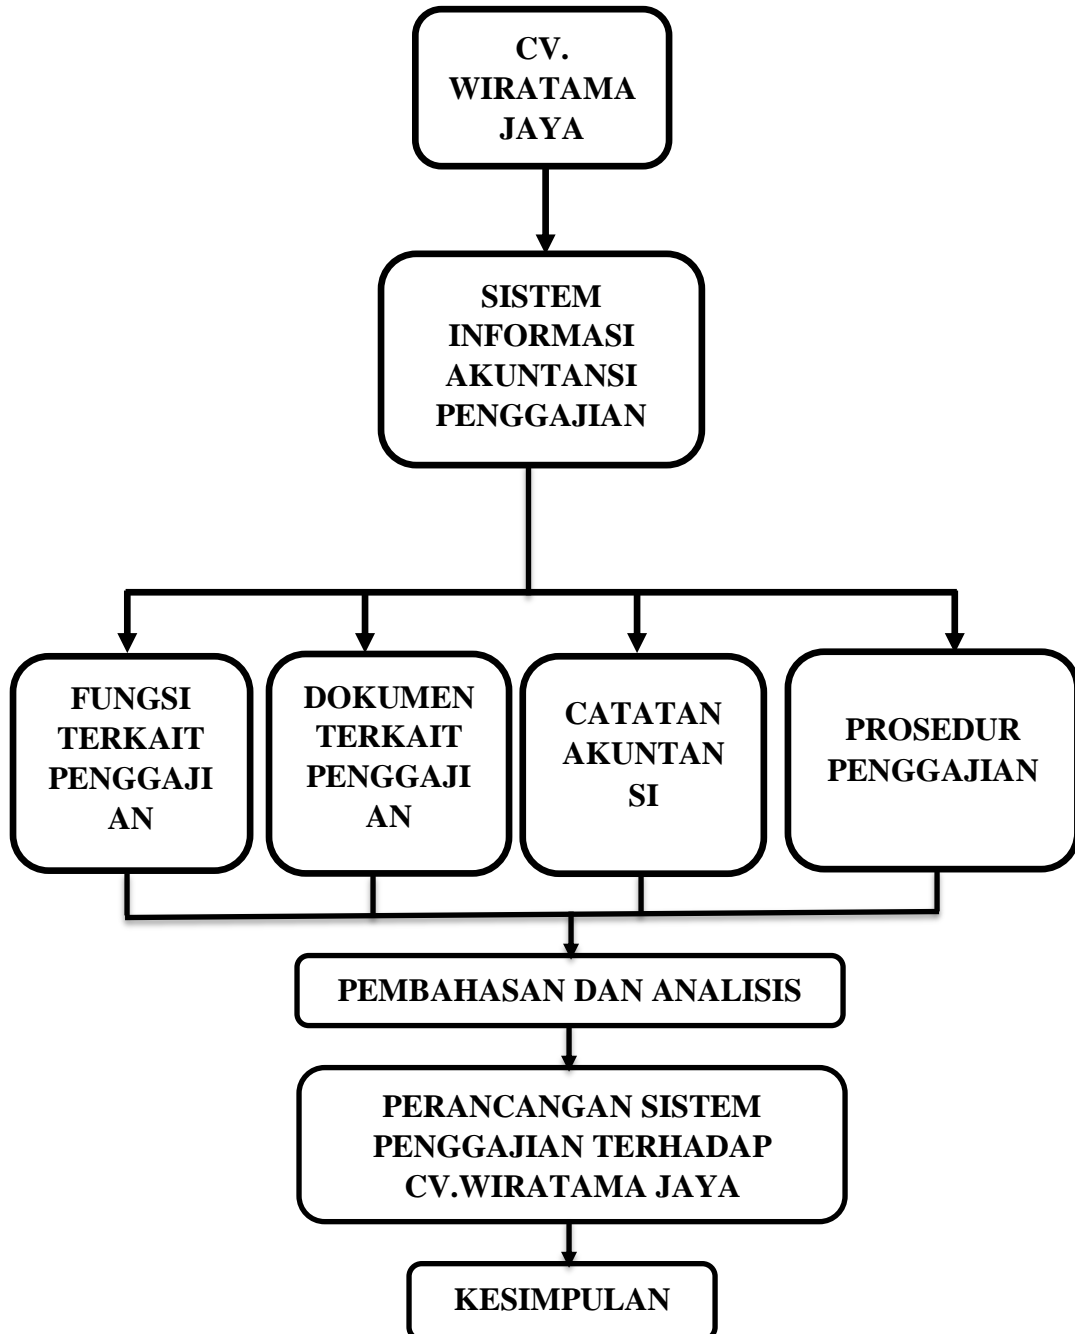 CV.
WIRATAMA
JAYA
SISTEM
INFORMASI
AKUNTANSI
PENGGAJIAN
FUNGSI
TERKAIT
PENGGAJI
AN
DOKUMEN
TERKAIT
PENGGAJI
AN
CATATAN
AKUNTAN
SI
PROSEDUR
PENGGAJIAN
PEMBAHASAN DAN ANALISIS
PERANCANGAN SISTEM
PENGGAJIAN TERHADAP
CV.WIRATAMA JAYA
KESIMPULAN